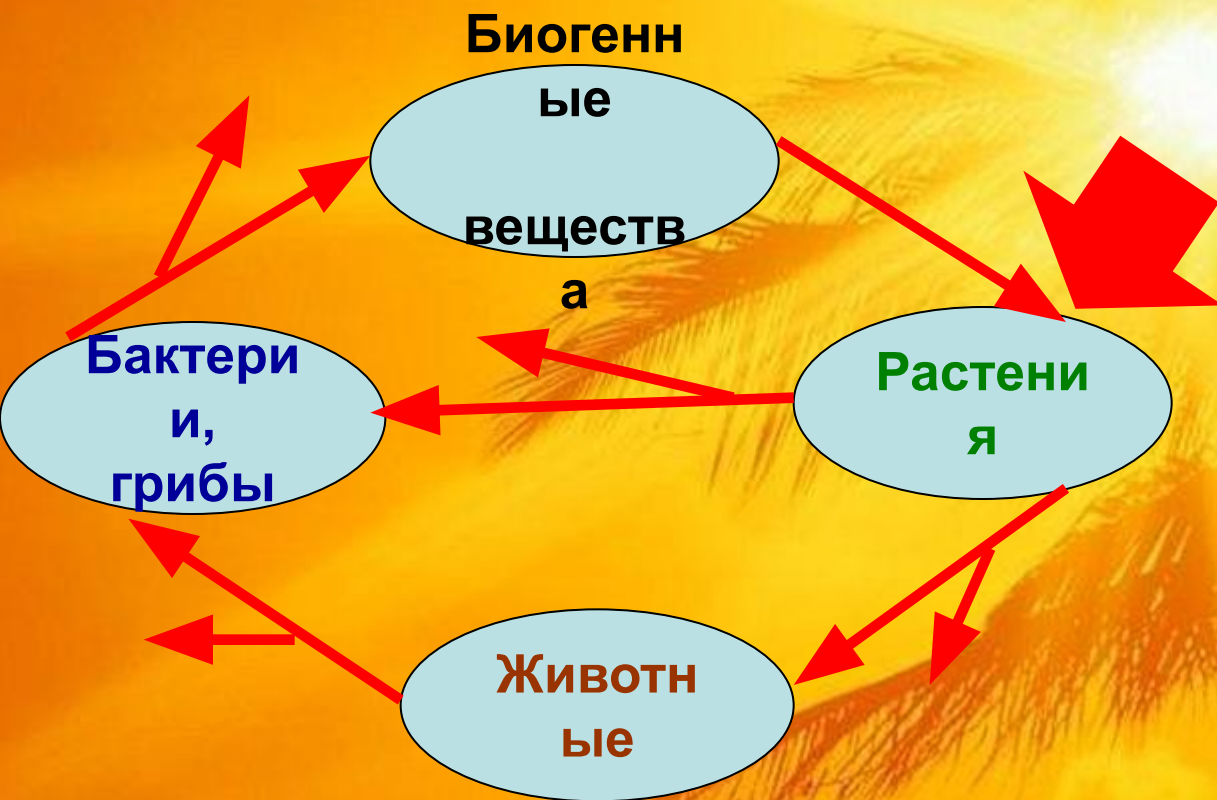 Биогенн
ые
веществ
а
Бактери
и,
грибы
Растени
я
Животн
ые